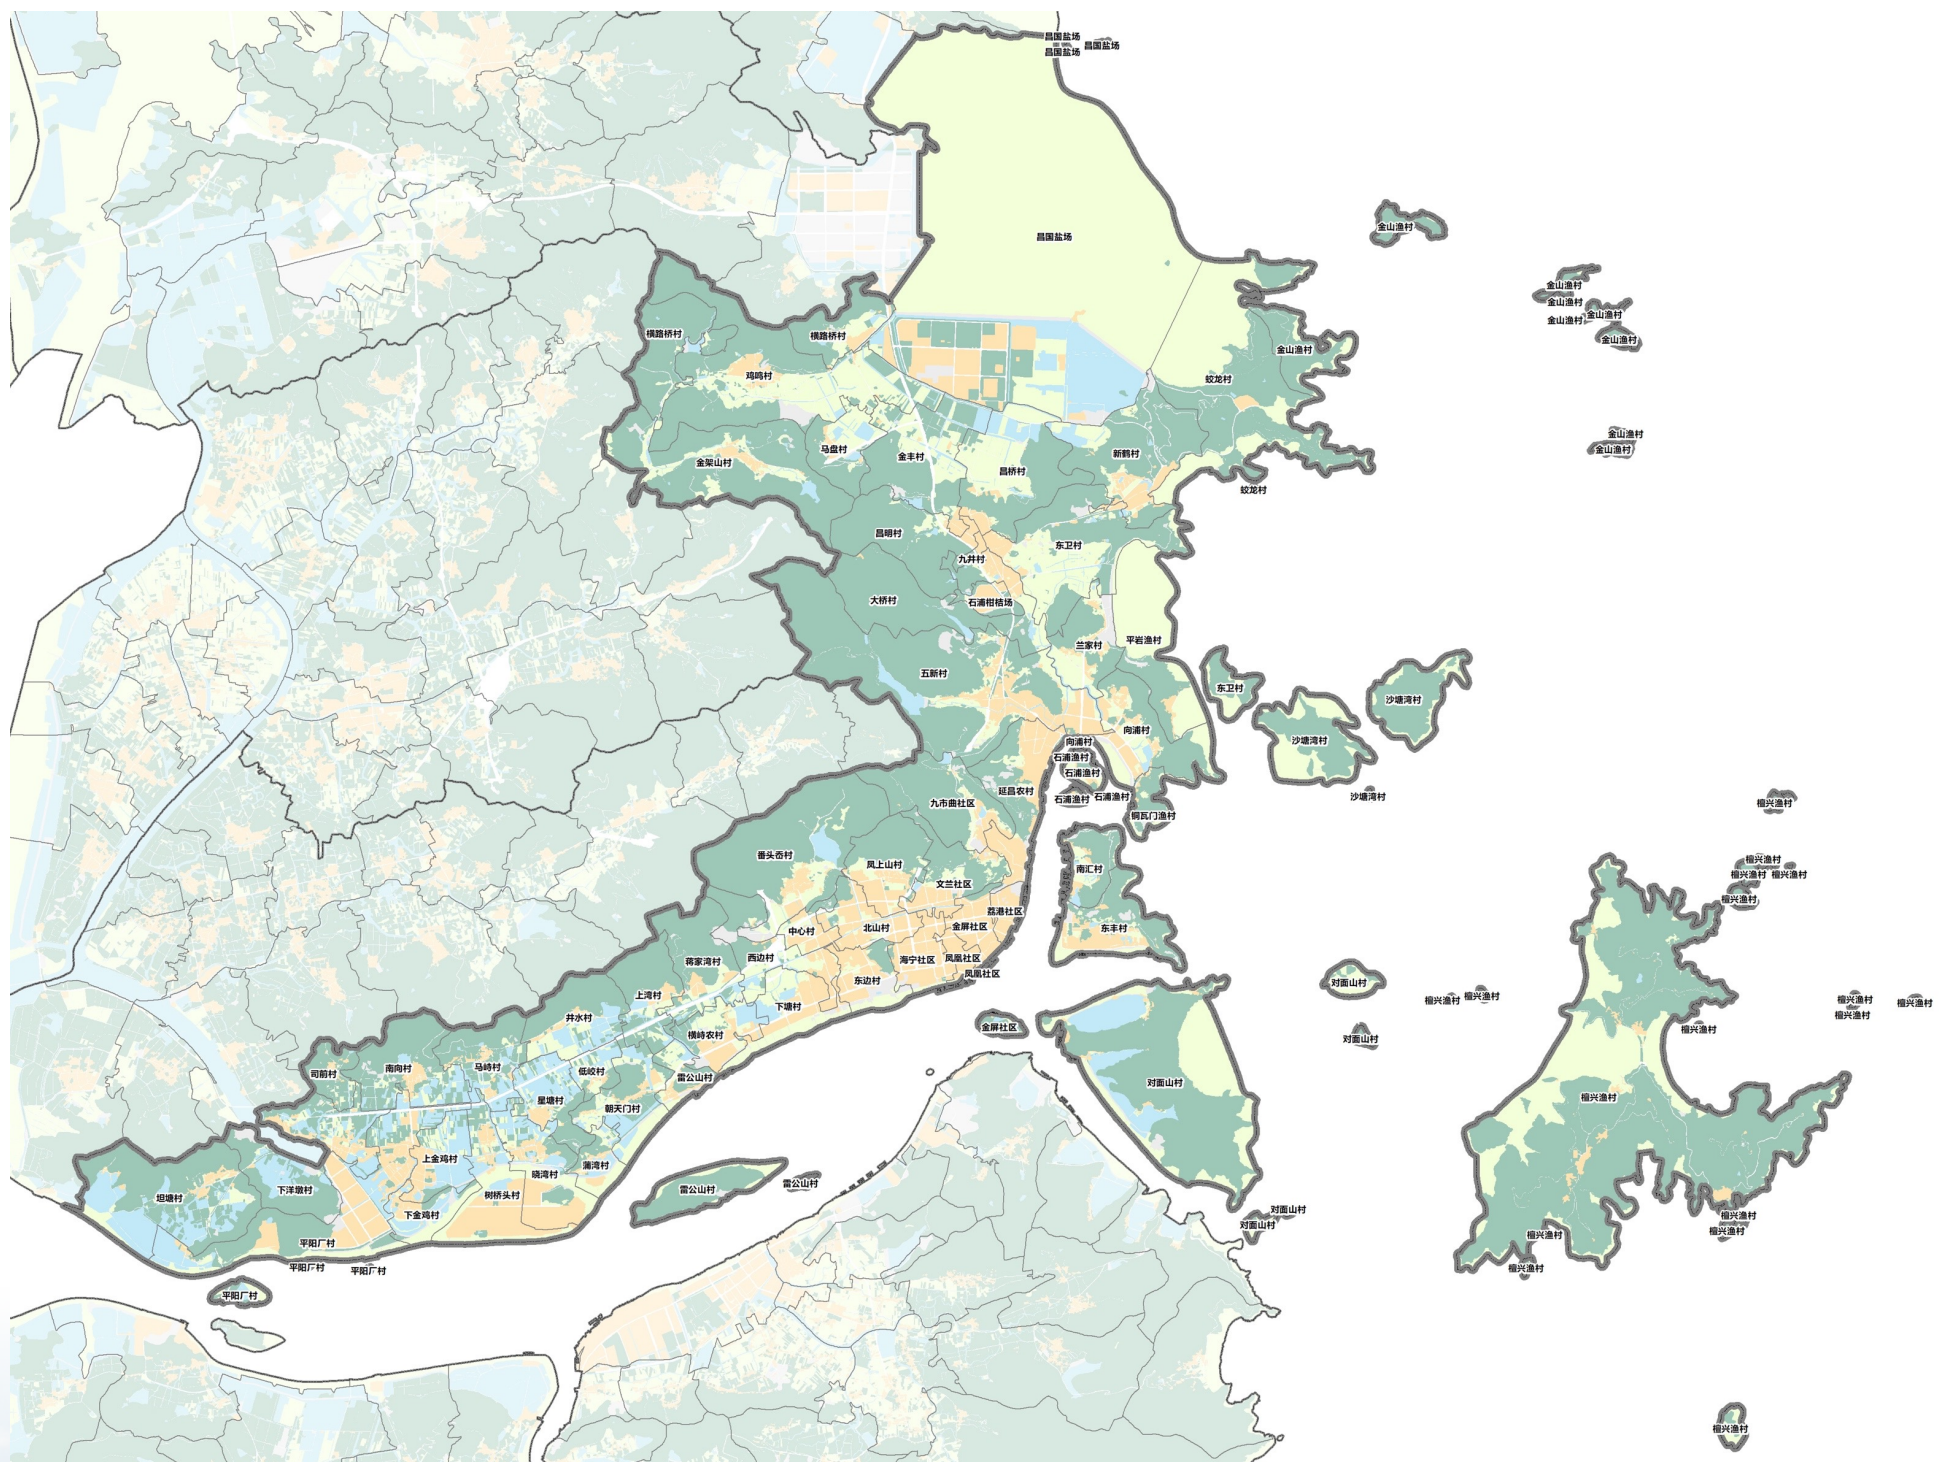 昌国盐场
昌国盐场
昌国盐场
金山渔村
昌国盐场
金山渔村
金山渔村
金山渔村
金山渔村
金山渔村
横路桥村
横路桥村
金山渔村
鸡鸣村
蛟龙村
金山渔村
金山渔村
马盘村
金丰村
新鹤村
金架山村
昌桥村
蛟龙村
昌明村
东卫村
九井村
大桥村
石浦柑桔场
平岩渔村
兰家村
五新村
东卫村
沙塘湾村
向浦村
沙塘湾村
向浦村
石浦渔村
石浦渔村
延昌农村
石浦渔村
石浦渔村
沙塘湾村
九市曲社区
铜瓦门渔村
檀兴渔村
番头岙村
凤上山村
南汇村
檀兴渔村
檀兴渔村
檀兴渔村
文兰社区
檀兴渔村
荔港社区
中心村
北山村
金屏社区
东丰村
蒋家湾村
西边村
海宁社区
凤凰社区
凤凰社区
东边村
对面山村
上湾村
下塘村
檀兴渔村
檀兴渔村
檀兴渔村
檀兴渔村
井水村
檀兴渔村
横峙农村
金屏社区
檀兴渔村
对面山村
司前村
南向村
马峙村
低岐村
雷公山村
对面山村
星塘村
朝天门村
檀兴渔村
上金鸡村
蒲湾村
晓湾村
坦塘村
下洋墩村
树桥头村
雷公山村
雷公山村
下金鸡村
对面山村
对面山村
檀兴渔村
檀兴渔村
檀兴渔村
平阳厂村
平阳厂村
平阳厂村
檀兴渔村
平阳厂村
檀兴渔村